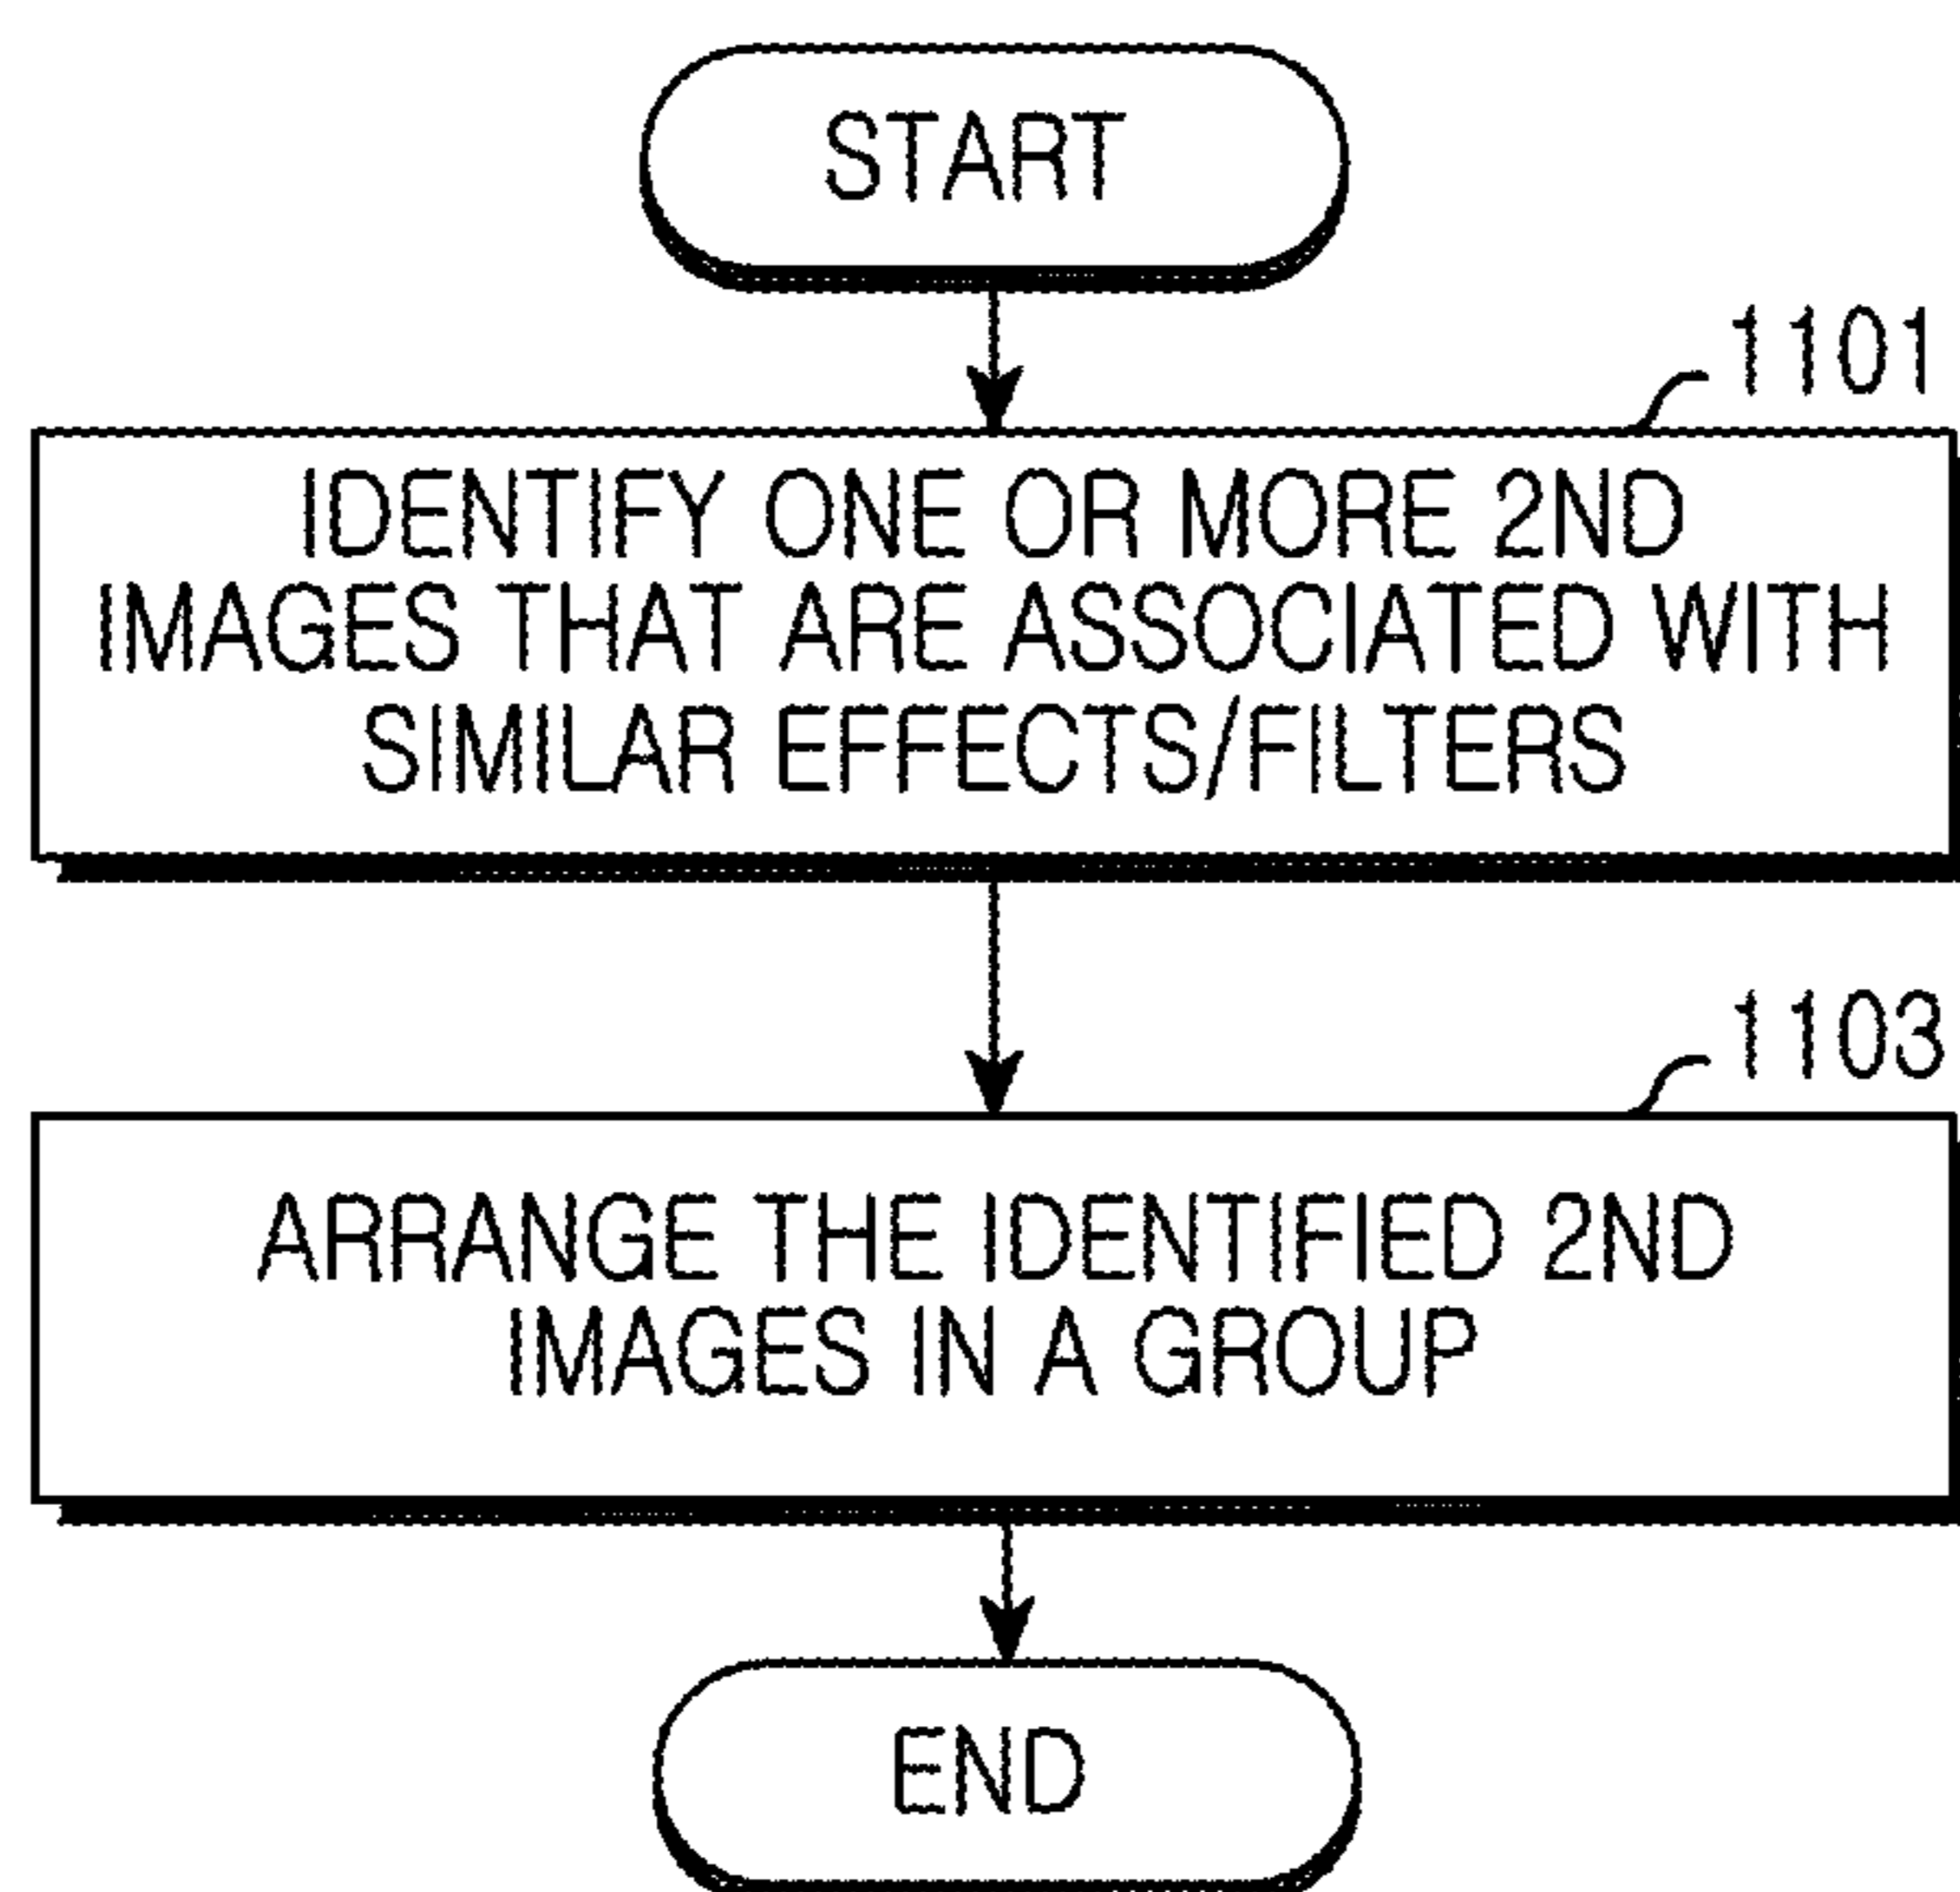 START
1101
IDENTIFY ONE OR MORE 2ND
IMAGES THAT ARE ASSOCIATED WITH
SIMILAR EFFECTS/FILTERS
1103
ARRANGE THE IDENTIFIED 2ND
IMAGES IN A GROUP
END